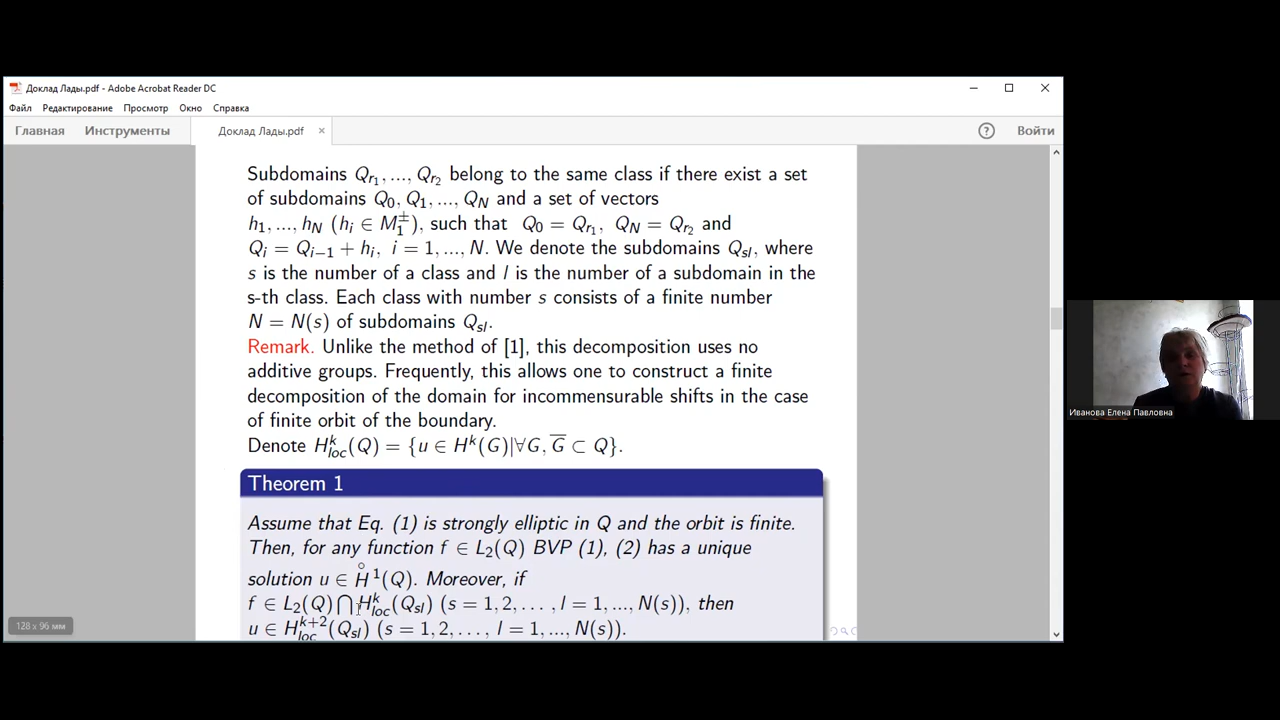 Доклад Лады.pdf - Adobe Acrobat Reader DC
Файл Редактирование Просмотр Окно Справка
Главная Инструменты Доклад Лады.pdf × ? Войти
Subdomains Q_{r_1}, ..., Q_{r_2} belong to the same class if there exist a set
of subdomains Q_0, Q_1, ..., Q_N and a set of vectors
h_1, ..., h_N (h_i ∈ M_1^±), such that Q_0 = Q_{r_1}, Q_N = Q_{r_2} and
Q_i = Q_{i−1} + h_i, i = 1, ..., N. We denote the subdomains Q_{sl}, where
s is the number of a class and l is the number of a subdomain in the
s-th class. Each class with number s consists of a finite number
N = N(s) of subdomains Q_{sl}.
Remark. Unlike the method of [1], this decomposition uses no
additive groups. Frequently, this allows one to construct a finite
decomposition of the domain for incommensurable shifts in the case
of finite orbit of the boundary.
Denote H^k_{loc}(Q) = {u ∈ H^k(G)|∀G, \overline{G} ⊂ Q}.
Theorem 1
Assume that Eq. (1) is strongly elliptic in Q and the orbit is finite.
Then, for any function f ∈ L_2(Q) BVP (1), (2) has a unique
solution u ∈ H̊^1(Q). Moreover, if
f ∈ L_2(Q) ⋂ H^k_{loc}(Q_{sl}) (s = 1, 2, ..., l = 1, ..., N(s)), then
u ∈ H^{k+2}_{loc}(Q_{sl}) (s = 1, 2, ..., l = 1, ..., N(s)).
128 x 96 мм
Иванова Елена Павловна